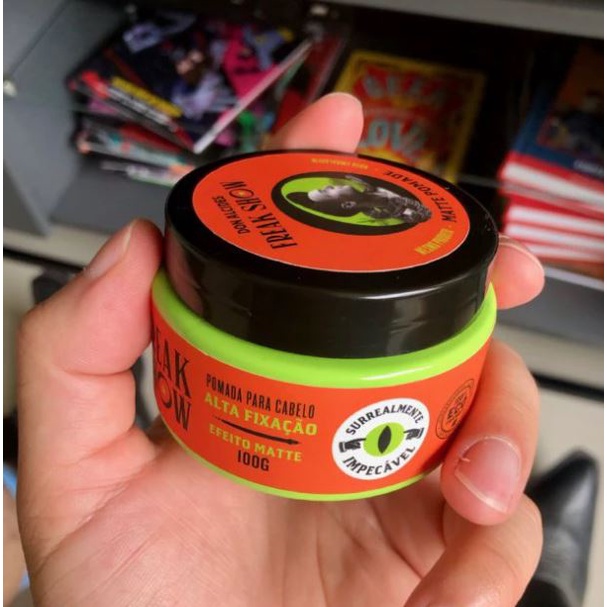 DON ALCIDES
FREAK SHOW
MATTE POMADE
EAK
OW
POMADA PARA CABELO
ALTA FIXAÇÃO
EFEITO MATTE
100G
SURREALMENTE
IMPECÁVEL